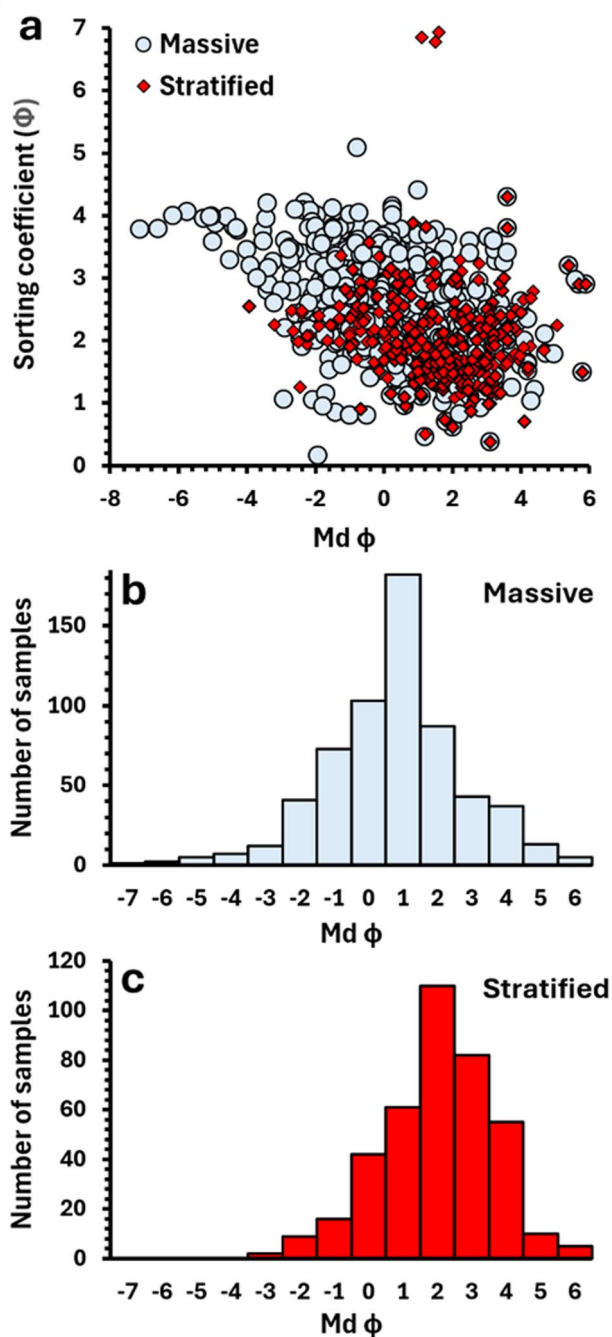 a
7
6
5
4
3
2
1
0
Sorting coefficient (Φ)
Massive
Stratified
-8 -6 -4 -2 0 2 4 6
Md ϕ
b
Massive
150
100
50
0
Number of samples
-7 -6 -5 -4 -3 -2 -1 0 1 2 3 4 5 6
Md ϕ
c
Stratified
120
100
80
60
40
20
0
Number of samples
-7 -6 -5 -4 -3 -2 -1 0 1 2 3 4 5 6
Md ϕ